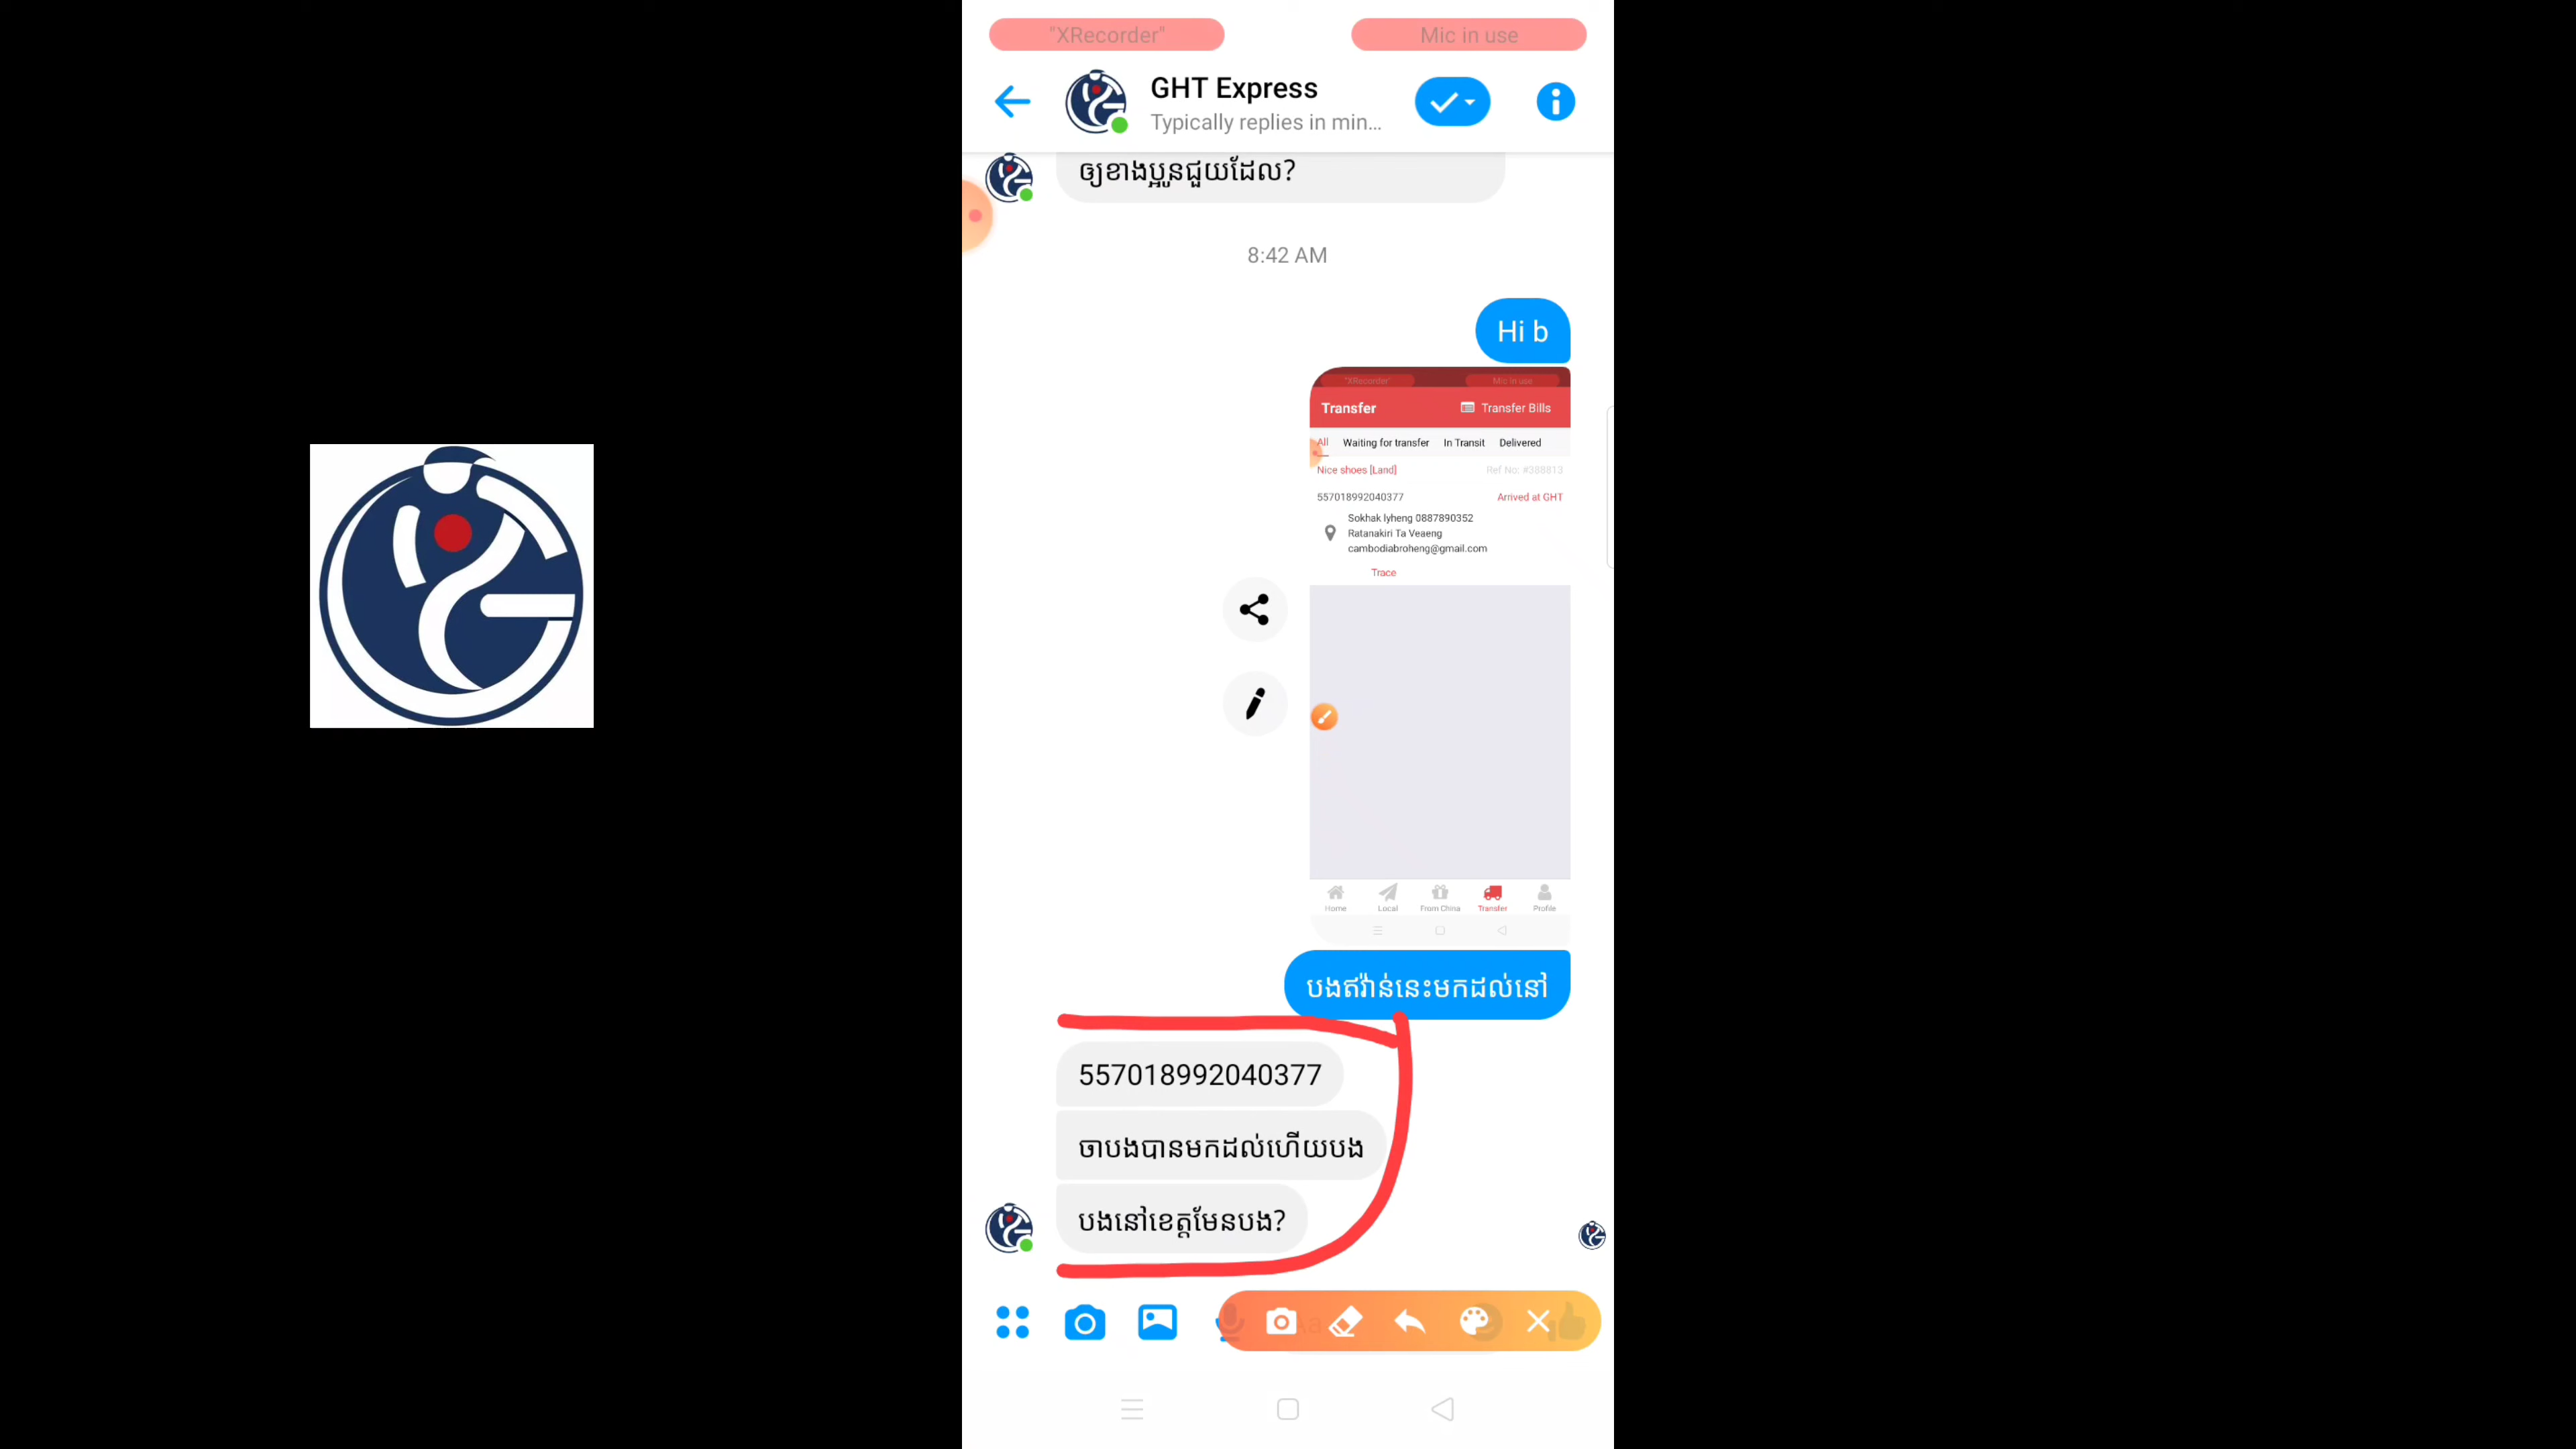 "XRecorder" Mic in use
GHT Express
Typically replies in min...
ឲ្យខាងប្អូនជួយដែល?
8:42 AM
Hi b
"XRecorder" Mic in use
Transfer Transfer Bills
All Waiting for transfer In Transit Delivered
Nice shoes [Land] Ref No: #388813
557018992040377 Arrived at GHT
Sokhak lyheng 0887890352
Ratanakiri Ta Veaeng
cambodiabroheng@gmail.com
Trace
Home Local From China Transfer Profile
បងឥវ៉ាន់នេះមកដល់នៅ
557018992040377
ចាបងបានមកដល់ហើយបង
បងនៅខេត្តមែនបង?